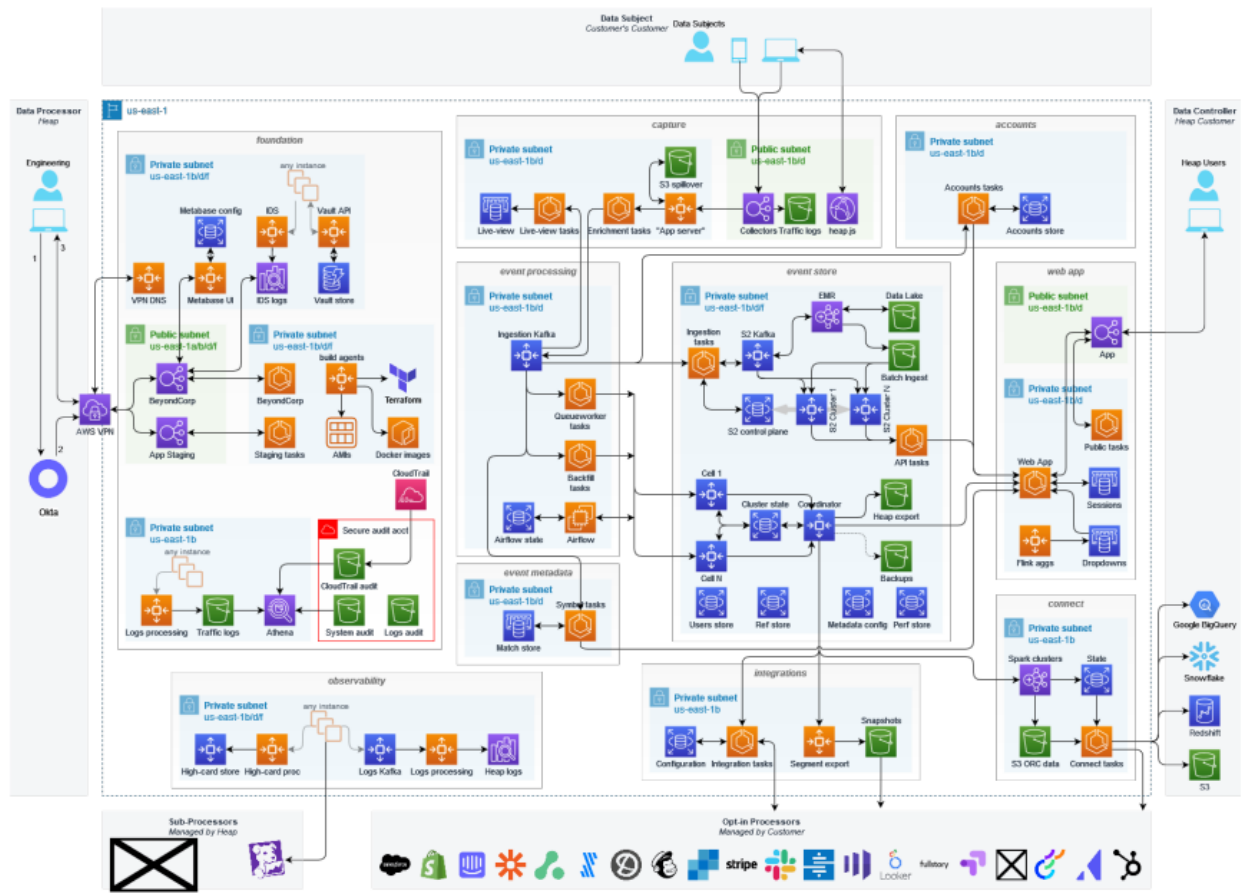 Data Subject
Customer's Customer
Data Subjects
Data Processor
Heap
Engineering
1
3
2
Okta
AWS VPN
us-east-1
foundation
Private subnet
us-east-1b/d/f
any instance
Metabase config
IDS
Vault API
VPN DNS
Metabase UI
IDS logs
Vault store
Public subnet
us-east-1a/b/d/f
BeyondCorp
App Staging
Private subnet
us-east-1b/d/f
build agents
BeyondCorp
Terraform
Staging tasks
AMIs
Docker images
CloudTrail
Private subnet
us-east-1b
any instance
Secure audit acct
CloudTrail audit
Logs processing
Traffic logs
Athena
System audit
Logs audit
capture
Private subnet
us-east-1b/d
S3 spillover
Live-view
Live-view tasks
Enrichment tasks
"App server"
Public subnet
us-east-1b/d
Collectors
Traffic logs
heap.js
accounts
Private subnet
us-east-1b/d
Accounts tasks
Accounts store
event processing
Private subnet
us-east-1b/d
Ingestion Kafka
Queueworker
tasks
Backfill
tasks
Airflow state
Airflow
event metadata
Private subnet
us-east-1b/d
Symbol tasks
Match store
event store
Private subnet
us-east-1b/d/f
EMR
Data Lake
Ingestion
tasks
S2 Kafka
Batch Ingest
S2 control plane
S2 Cluster 1
S2 Cluster N
API tasks
Cell 1
Cluster state
Coordinator
Heap export
Cell N
Backups
Users store
Ref store
Metadata config
Perf store
web app
Public subnet
us-east-1b/d
App
Private subnet
us-east-1b/d
Public tasks
Web App
Sessions
Flink aggs
Dropdowns
Data Controller
Heap Customer
Heap Users
connect
Private subnet
us-east-1b
Spark clusters
State
S3 ORC data
Connect tasks
Google BigQuery
Snowflake
Redshift
S3
observability
Private subnet
us-east-1b/d/f
any instance
High-card store
High-card proc
Logs Kafka
Logs processing
Heap logs
integrations
Private subnet
us-east-1b
Configuration
Integration tasks
Segment export
Snapshots
Sub-Processors
Managed by Heap
Opt-in Processors
Managed by Customer
salesforce
stripe
Looker
fullstory